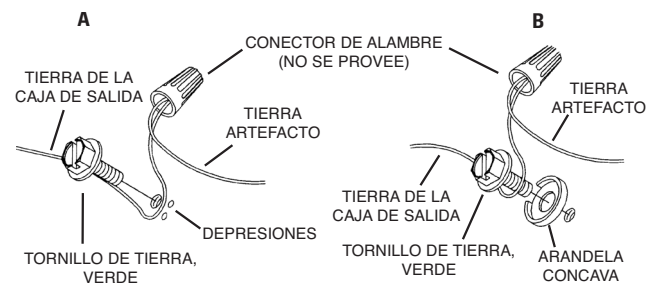 A
CONECTOR DE ALAMBRE
(NO SE PROVEE)
B
TIERRA DE LA
CAJA DE SALIDA
TIERRA
ARTEFACTO
TIERRA
ARTEFACTO
TIERRA DE LA
CAJA DE SALIDA
DEPRESIONES
TORNILLO DE TIERRA,
VERDE
TORNILLO DE TIERRA,
VERDE
ARANDELA
CONCAVA